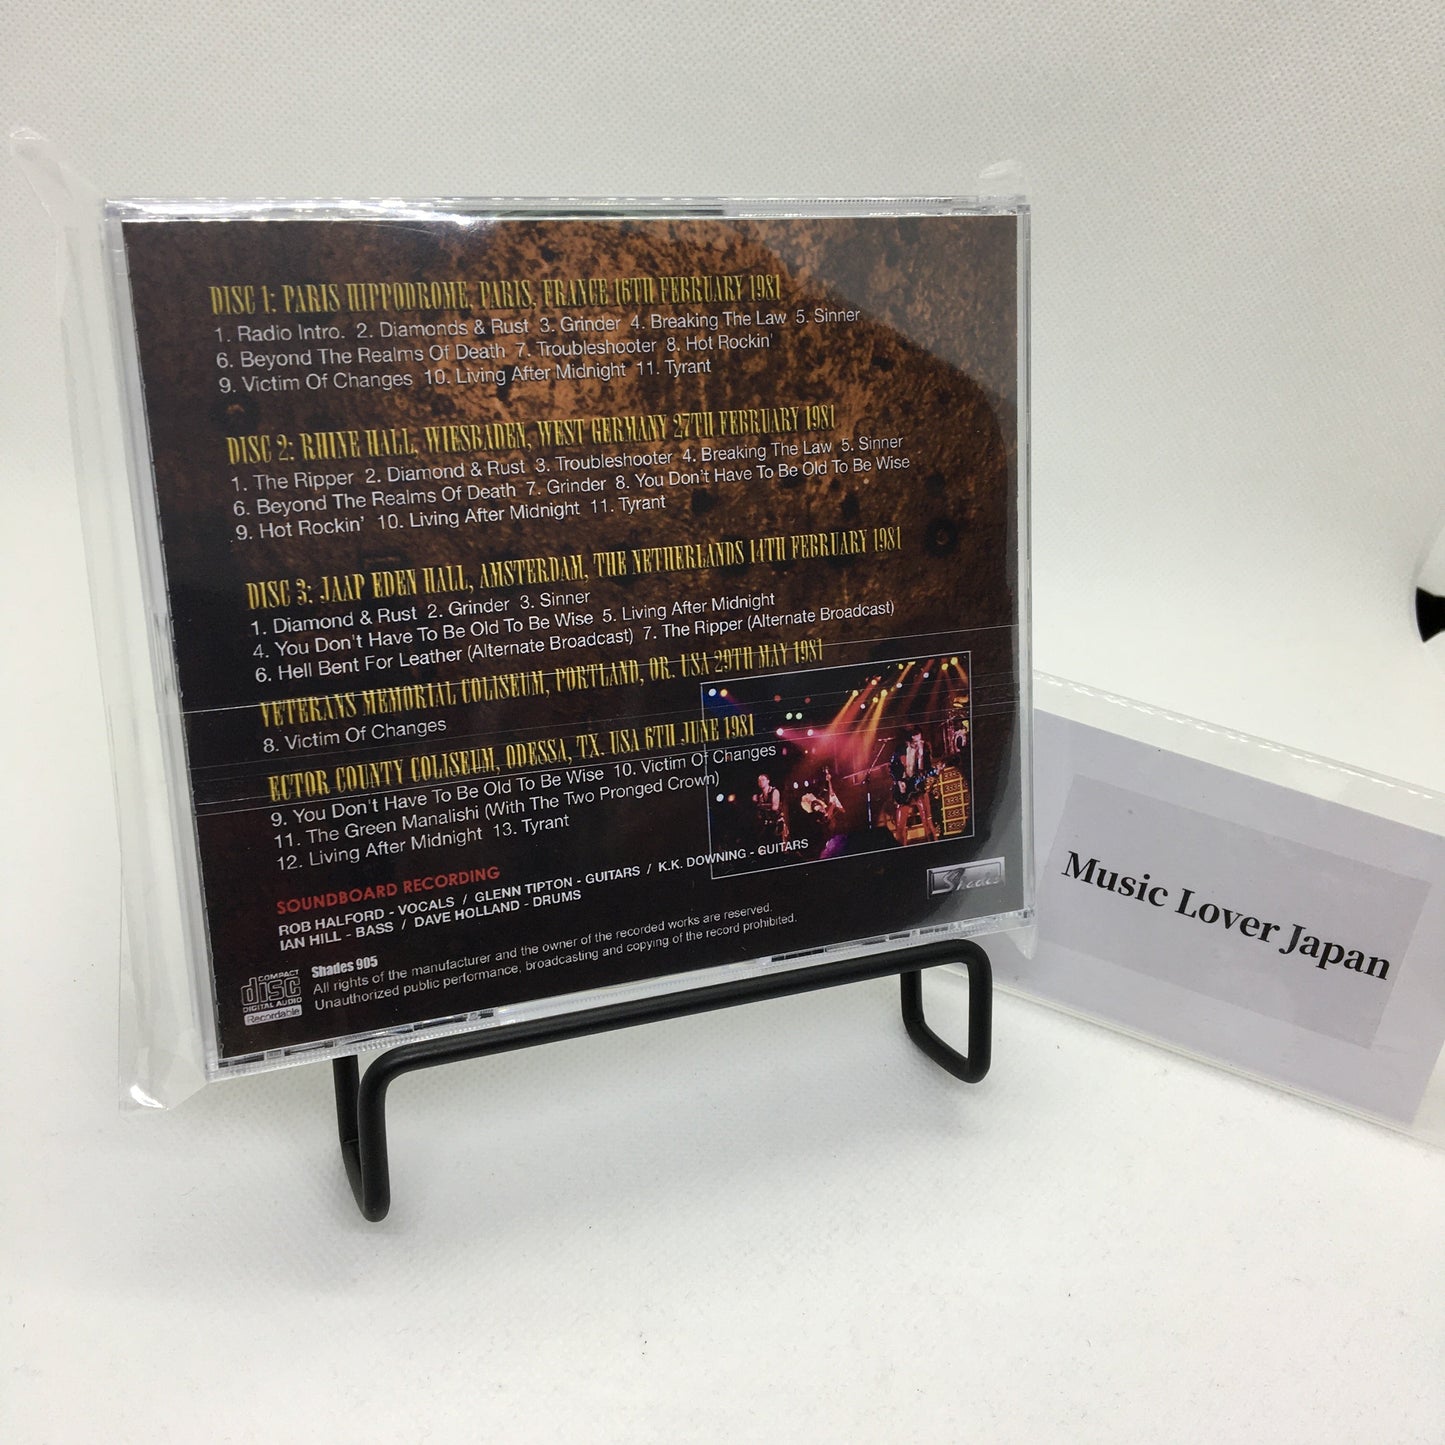 DISC 1: PARIS HIPPODROME, PARIS, FRANCE 16TH FEBRUARY 1981
1. Radio Intro. 2. Diamonds & Rust 3. Grinder 4. Breaking The Law 5. Sinner
6. Beyond The Realms Of Death 7. Troubleshooter 8. Hot Rockin'
9. Victim Of Changes 10. Living After Midnight 11. Tyrant
DISC 2: RHINE HALL, WIESBADEN, WEST GERMANY 27TH FEBRUARY 1981
1. The Ripper 2. Diamond & Rust 3. Troubleshooter 4. Breaking The Law 5. Sinner
6. Beyond The Realms Of Death 7. Grinder 8. You Don't Have To Be Old To Be Wise
9. Hot Rockin' 10. Living After Midnight 11. Tyrant
DISC 3: JAAP EDEN HALL, AMSTERDAM, THE NETHERLANDS 14TH FEBRUARY 1981
1. Diamond & Rust 2. Grinder 3. Sinner
4. You Don't Have To Be Old To Be Wise 5. Living After Midnight
6. Hell Bent For Leather (Alternate Broadcast) 7. The Ripper (Alternate Broadcast)
VETERANS MEMORIAL COLISEUM, PORTLAND, OR. USA 29TH MAY 1981
8. Victim Of Changes
ECTOR COUNTY COLISEUM, ODESSA, TX. USA 6TH JUNE 1981
9. You Don't Have To Be Old To Be Wise 10. Victim Of Changes
11. The Green Manalishi (With The Two Pronged Crown)
12. Living After Midnight 13. Tyrant
SOUNDBOARD RECORDING
ROB HALFORD - VOCALS / GLENN TIPTON - GUITARS / K.K. DOWNING - GUITARS
IAN HILL - BASS / DAVE HOLLAND - DRUMS
Shades
COMPACT
disc
DIGITAL AUDIO
Recordable
Shades 905
All rights of the manufacturer and the owner of the recorded works are reserved.
Unauthorized public performance, broadcasting and copying of the record prohibited.
Music Lover Japan